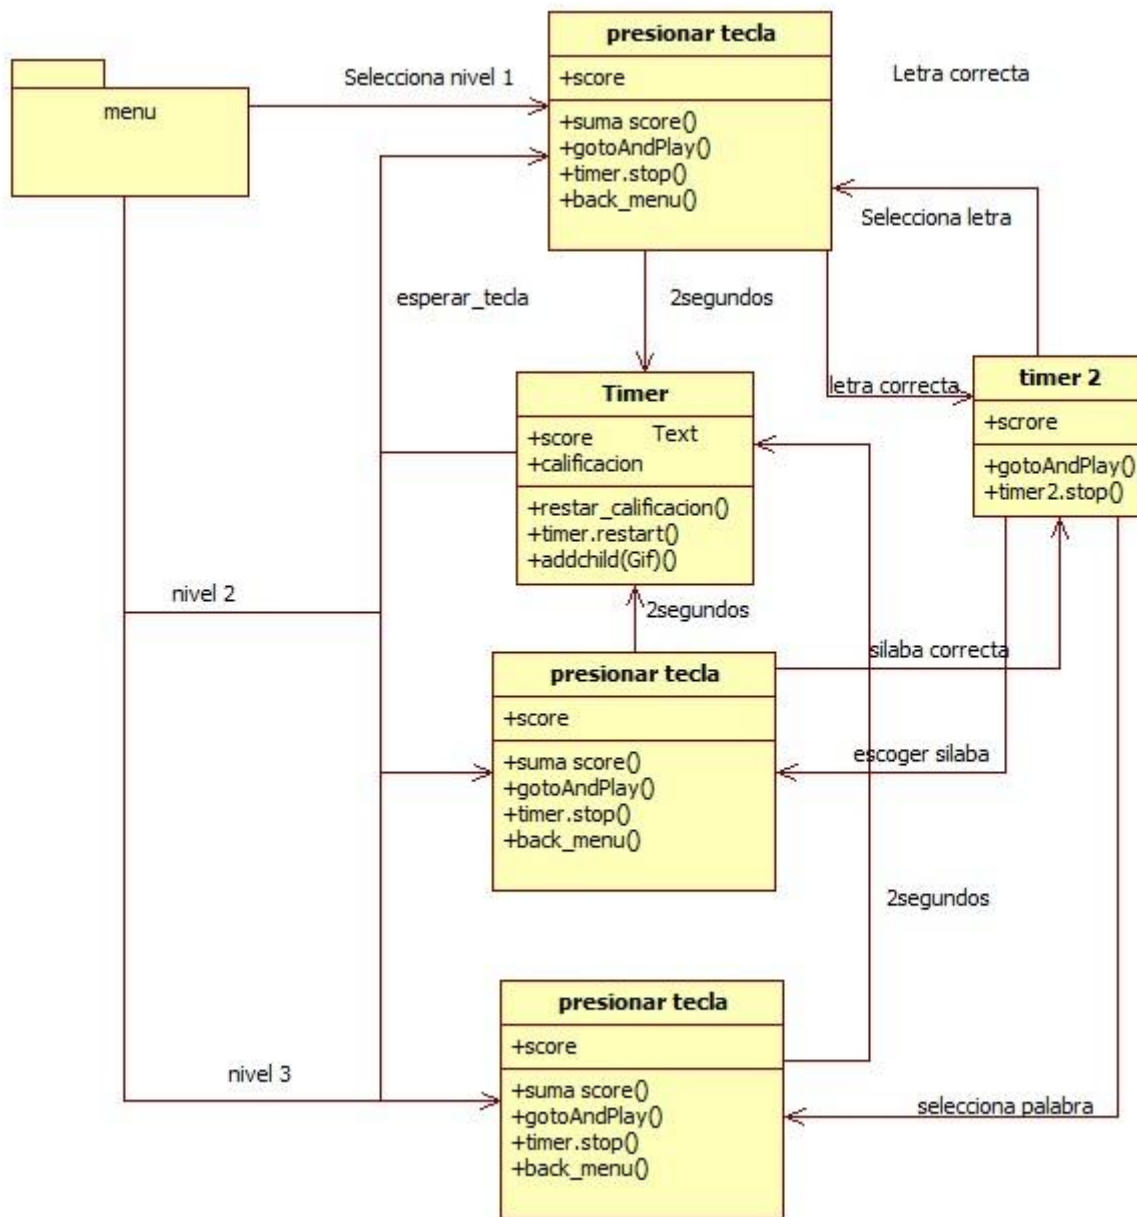 presionar tecla
+score
+suma score()
+gotoAndPlay()
+timer.stop()
+back_menu()
menu
Selecciona nivel 1
Letra correcta
Selecciona letra
esperar_tecla
2segundos
letra correcta
timer 2
+scrore
+gotoAndPlay()
+timer2.stop()
Timer
+score Text
+calificacion
+restar_calificacion()
+timer.restart()
+addchild(Gif)()
nivel 2
2segundos
silaba correcta
presionar tecla
+score
+suma score()
+gotoAndPlay()
+timer.stop()
+back_menu()
escoger silaba
2segundos
presionar tecla
+score
+suma score()
+gotoAndPlay()
+timer.stop()
+back_menu()
nivel 3
selecciona palabra